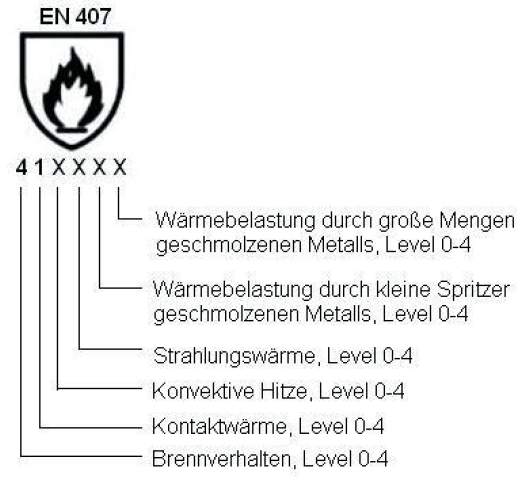 EN 407
4 1 X X X X
Wärmebelastung durch große Mengen
geschmolzenen Metalls, Level 0-4
Wärmebelastung durch kleine Spritzer
geschmolzenen Metalls, Level 0-4
Strahlungswärme, Level 0-4
Konvektive Hitze, Level 0-4
Kontaktwärme, Level 0-4
Brennverhalten, Level 0-4